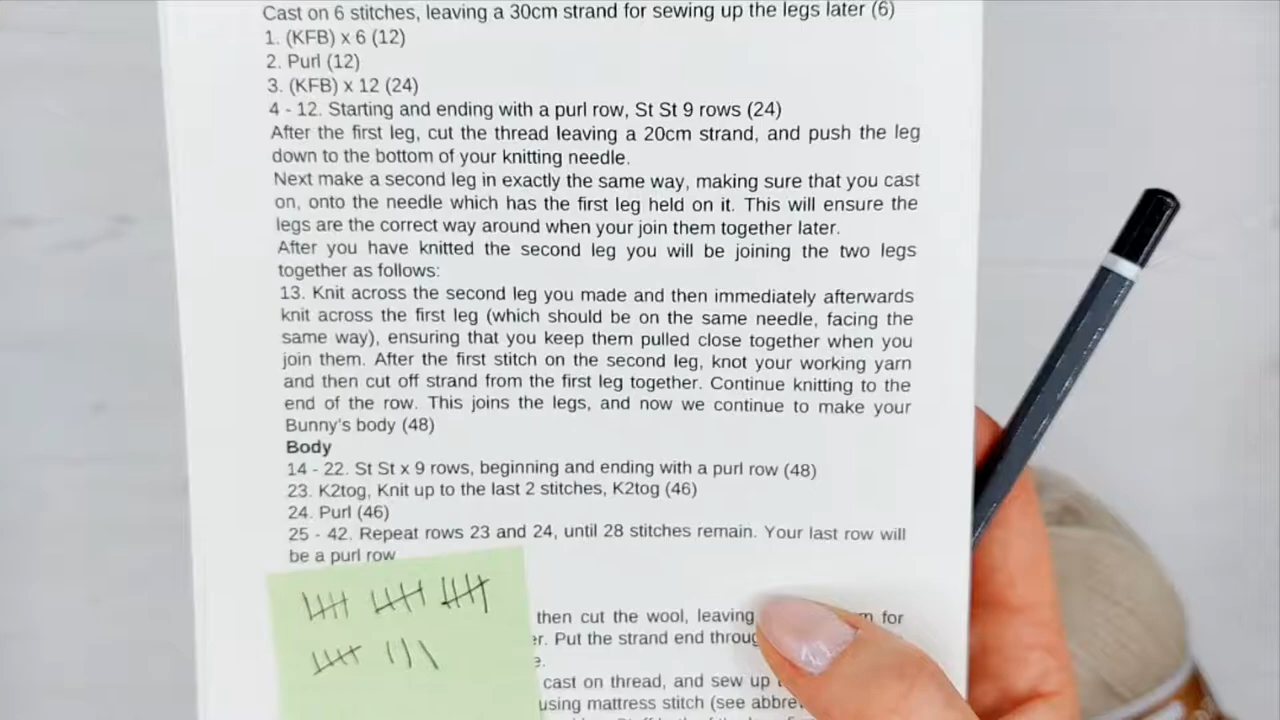 Cast on 6 stitches, leaving a 30cm strand for sewing up the legs later (6)
1. (KFB) x 6 (12)
2. Purl (12)
3. (KFB) x 12 (24)
4 - 12. Starting and ending with a purl row, St St 9 rows (24)
After the first leg, cut the thread leaving a 20cm strand, and push the leg
down to the bottom of your knitting needle.
Next make a second leg in exactly the same way, making sure that you cast
on, onto the needle which has the first leg held on it. This will ensure the
legs are the correct way around when your join them together later.
After you have knitted the second leg you will be joining the two legs
together as follows:
13. Knit across the second leg you made and then immediately afterwards
knit across the first leg (which should be on the same needle, facing the
same way), ensuring that you keep them pulled close together when you
join them. After the first stitch on the second leg, knot your working yarn
and then cut off strand from the first leg together. Continue knitting to the
end of the row. This joins the legs, and now we continue to make your
Bunny's body (48)
Body
14 - 22. St St x 9 rows, beginning and ending with a purl row (48)
23. K2tog, Knit up to the last 2 stitches, K2tog (46)
24. Purl (46)
25 - 42. Repeat rows 23 and 24, until 28 stitches remain. Your last row will
be a purl row
then cut the wool, leaving for
Put the strand end
cast on thread, and sew up
using mattress stitch (see